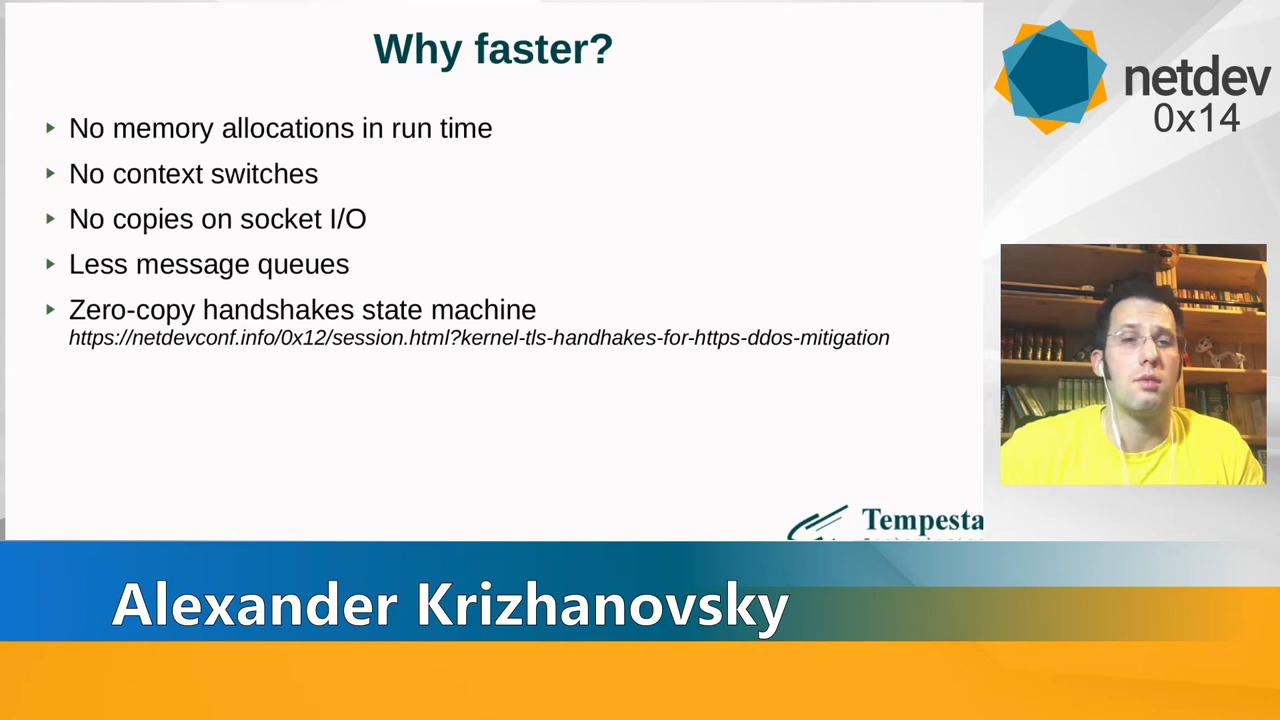 Why faster?
No memory allocations in run time
No context switches
No copies on socket I/O
Less message queues
Zero-copy handshakes state machine
https://netdevconf.info/0x12/session.html?kernel-tls-handhakes-for-https-ddos-mitigation
Tempesta
netdev
0x14
Alexander Krizhanovsky